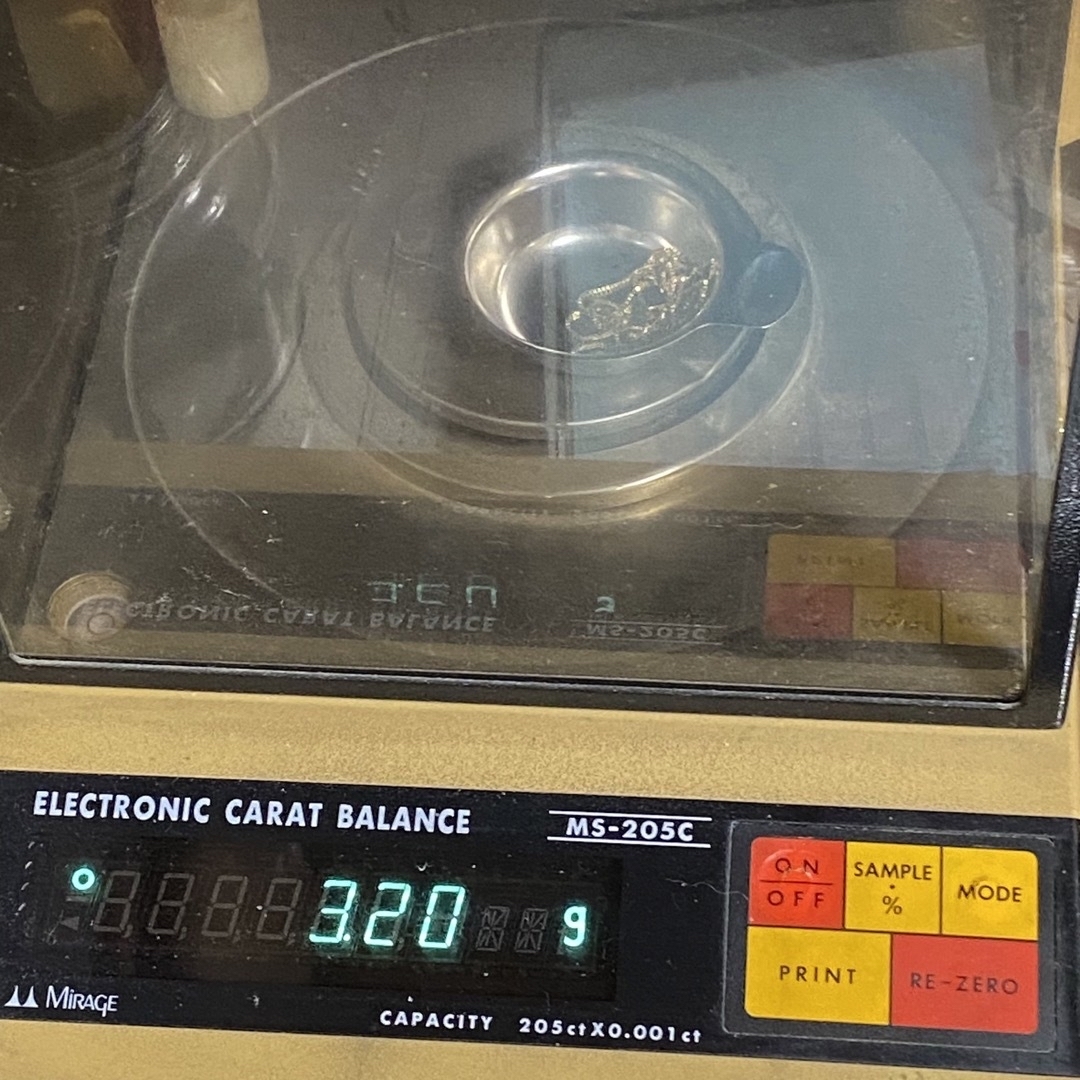 ELECTRONIC CARAT BALANCE
MS-205C
3.20 g
ON
OFF
SAMPLE
%
MODE
PRINT
RE-ZERO
MIRAGE
CAPACITY 205ct X 0.001ct